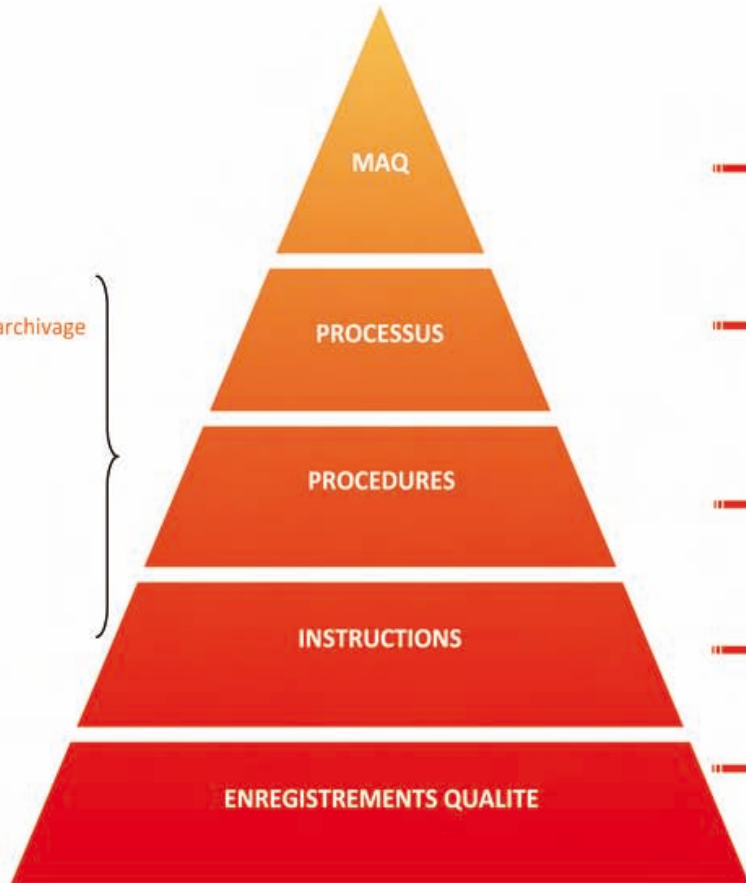 MAQ
archivage
PROCESSUS
PROCEDURES
INSTRUCTIONS
ENREGISTREMENTS QUALITE